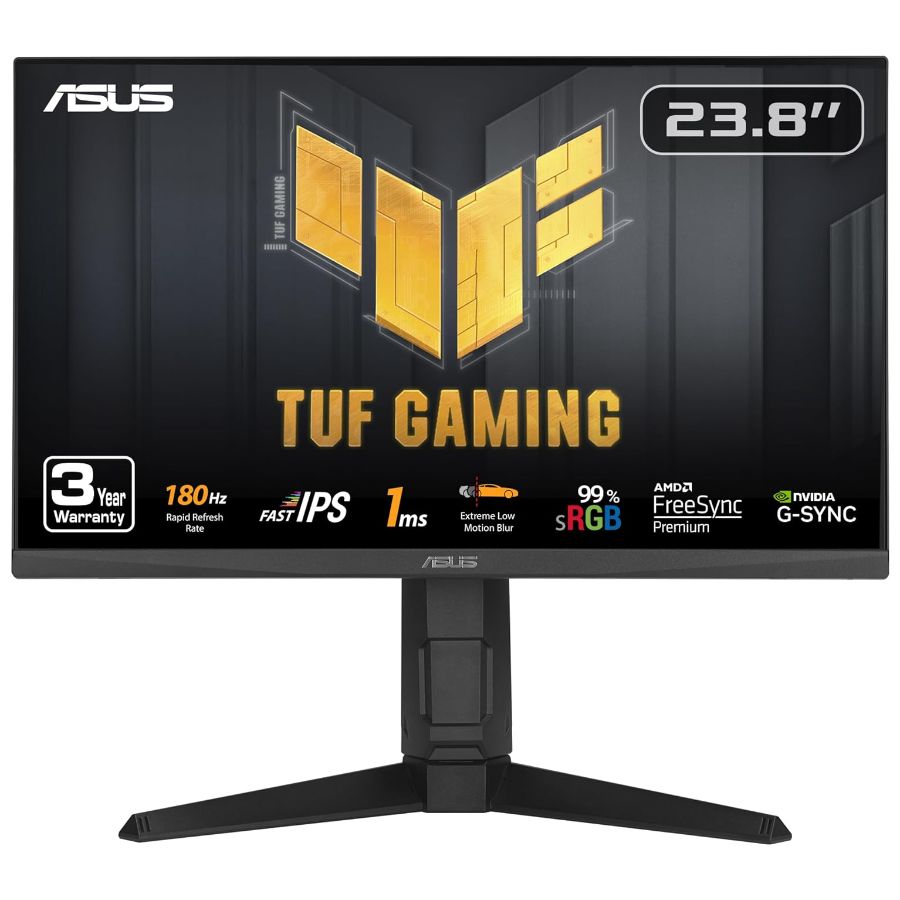 ASUS
23.8″
TUF GAMING
TUF GAMING
3 Year
Warranty
180Hz
Rapid Refresh
Rate
FAST IPS
1ms
Extreme Low
Motion Blur
99%
sRGB
AMD
FreeSync
Premium
NVIDIA
G-SYNC
ASUS